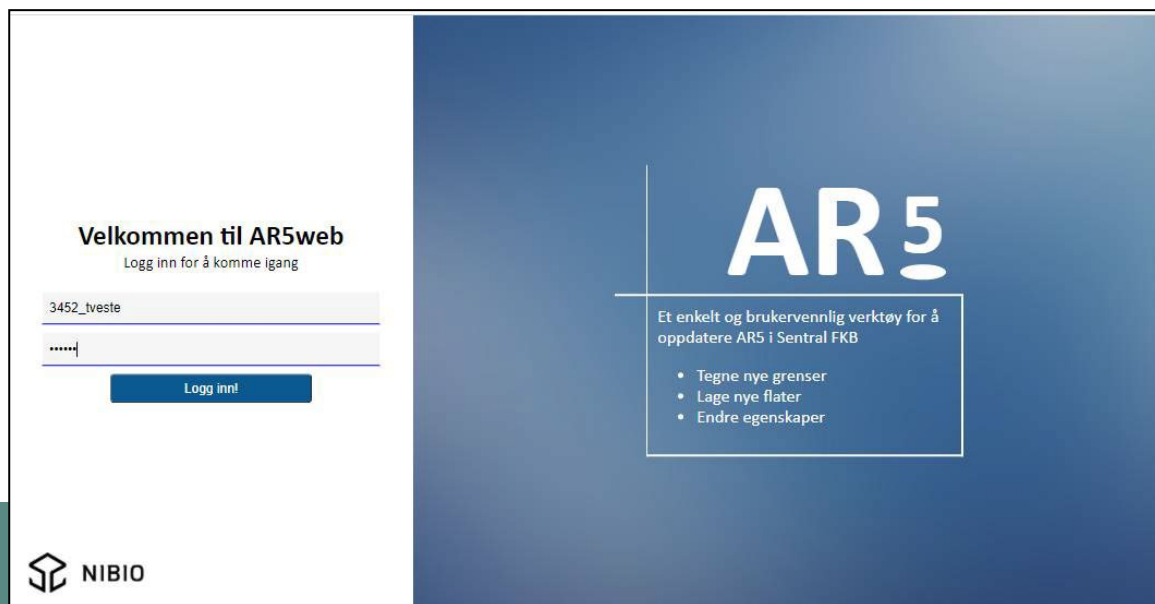 Velkommen til AR5web
Logg inn for å komme igang
3452_tveste
••••••
Logg inn!
NIBIO
AR5
Et enkelt og brukervennlig verktøy for å
oppdatere AR5 i Sentral FKB
• Tegne nye grenser
• Lage nye flater
• Endre egenskaper